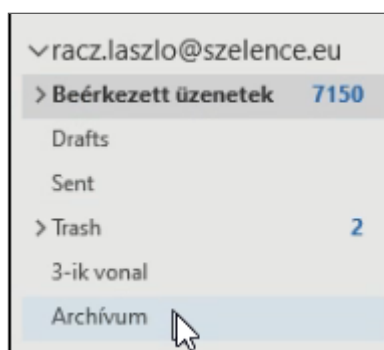 racz.laszlo@szelence.eu
Beérkezett üzenetek 7150
Drafts
Sent
Trash 2
3-ik vonal
Archívum